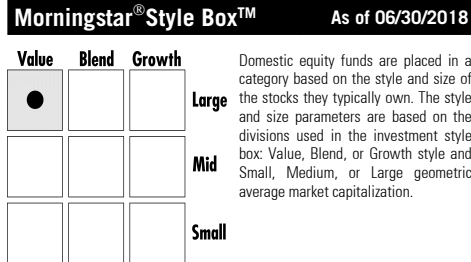 Morningstar®Style Box™ As of 06/30/2018
Value Blend Growth
Large
Mid
Small
Domestic equity funds are placed in a
category based on the style and size of
the stocks they typically own. The style
and size parameters are based on the
divisions used in the investment style
box: Value, Blend, or Growth style and
Small, Medium, or Large geometric
average market capitalization.